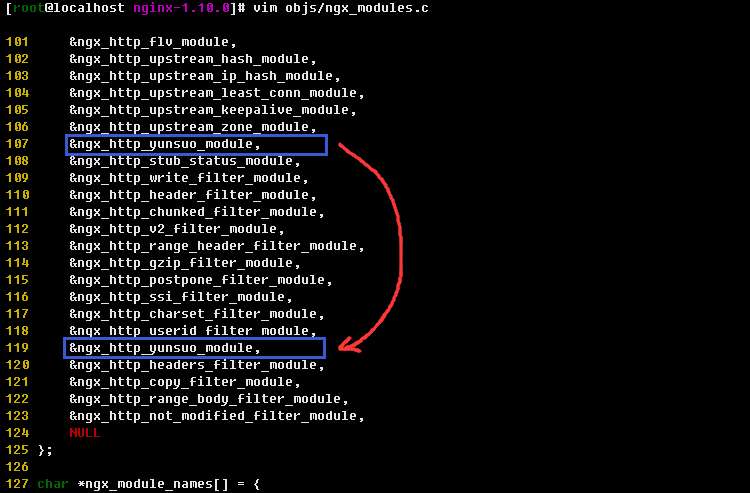 [root@localhost nginx-1.10.0]# vim objs/ngx_modules.c
101 &ngx_http_flv_module,
102 &ngx_http_upstream_hash_module,
103 &ngx_http_upstream_ip_hash_module,
104 &ngx_http_upstream_least_conn_module,
105 &ngx_http_upstream_keepalive_module,
106 &ngx_http_upstream_zone_module,
107 &ngx_http_yunsuo_module,
108 &ngx_http_stub_status_module,
109 &ngx_http_write_filter_module,
110 &ngx_http_header_filter_module,
111 &ngx_http_chunked_filter_module,
112 &ngx_http_v2_filter_module,
113 &ngx_http_range_header_filter_module,
114 &ngx_http_gzip_filter_module,
115 &ngx_http_postpone_filter_module,
116 &ngx_http_ssi_filter_module,
117 &ngx_http_charset_filter_module,
118 &ngx_http_userid_filter_module,
119 &ngx_http_yunsuo_module,
120 &ngx_http_headers_filter_module,
121 &ngx_http_copy_filter_module,
122 &ngx_http_range_body_filter_module,
123 &ngx_http_not_modified_filter_module,
124 NULL
125 };
126
127 char *ngx_module_names[] = {